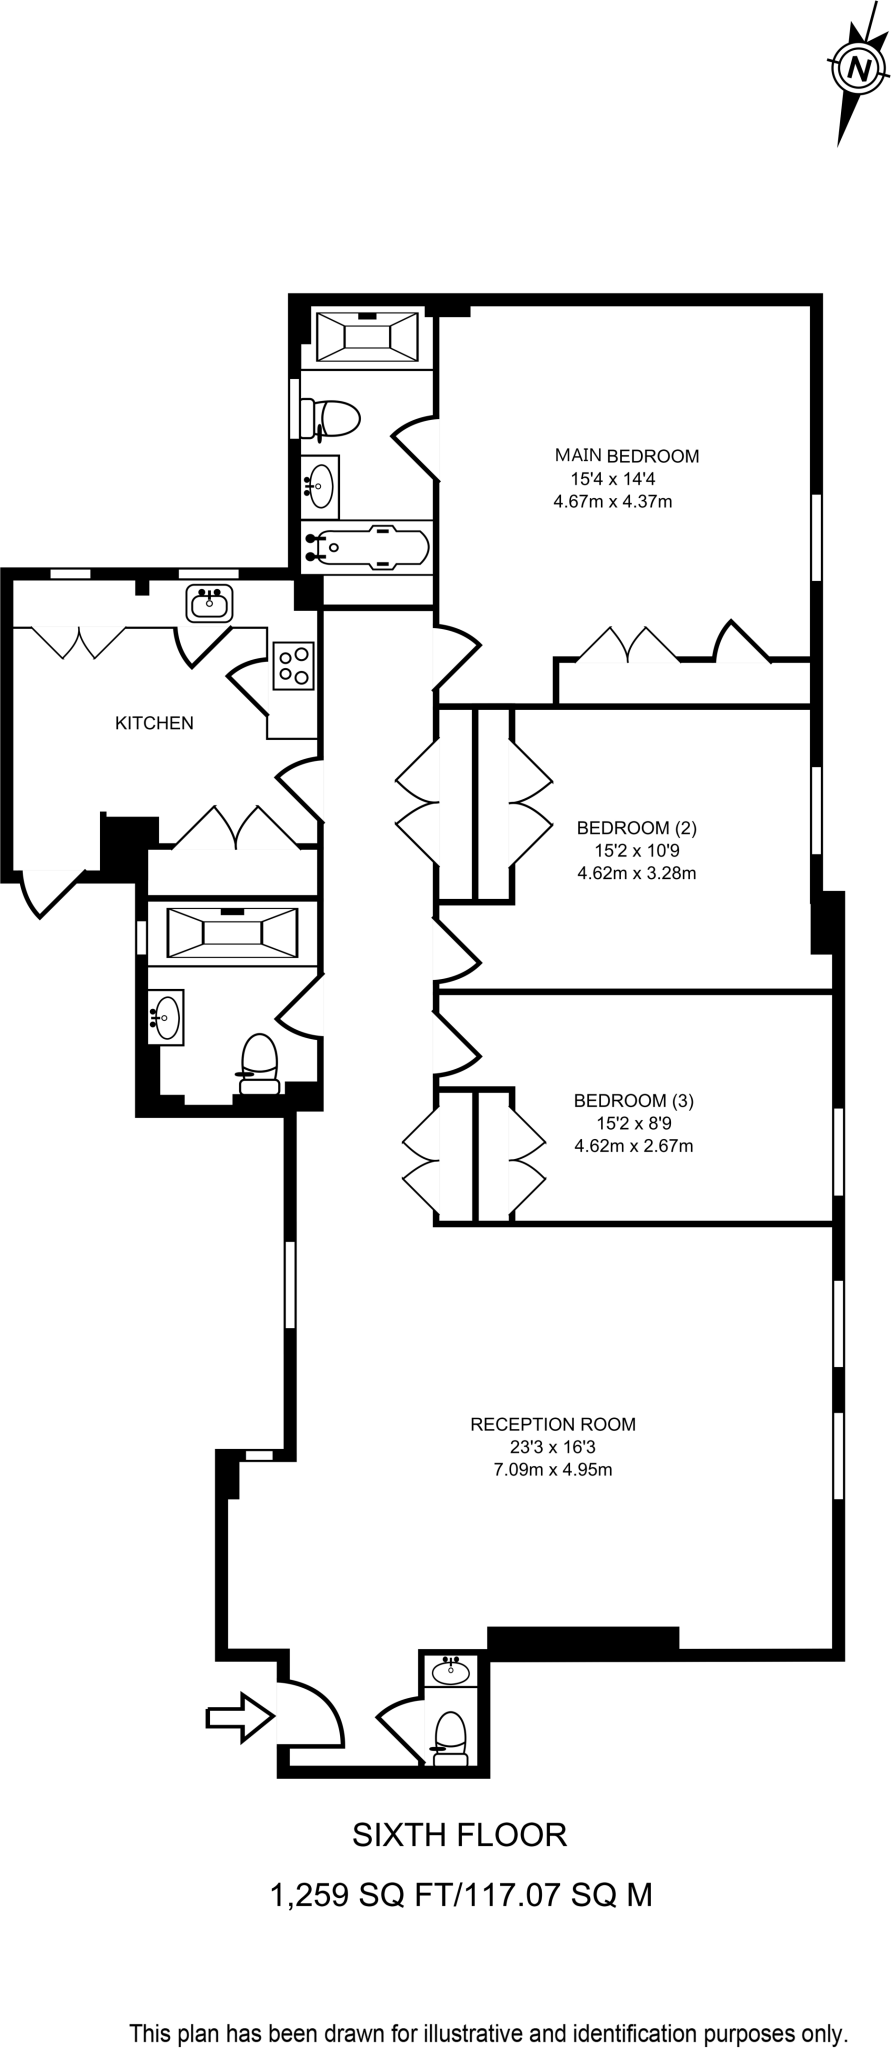 N
MAIN BEDROOM
15'4 x 14'4
4.67m x 4.37m
KITCHEN
BEDROOM (2)
15'2 x 10'9
4.62m x 3.28m
BEDROOM (3)
15'2 x 8'9
4.62m x 2.67m
RECEPTION ROOM
23'3 x 16'3
7.09m x 4.95m
SIXTH FLOOR
1,259 SQ FT/117.07 SQ M
This plan has been drawn for illustrative and identification purposes only.